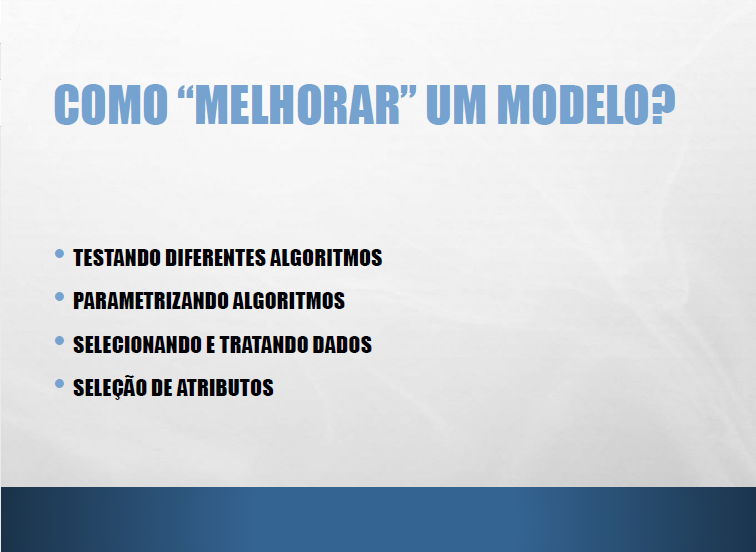 COMO “MELHORAR” UM MODELO?
• TESTANDO DIFERENTES ALGORITMOS
• PARAMETRIZANDO ALGORITMOS
• SELECIONANDO E TRATANDO DADOS
• SELEÇÃO DE ATRIBUTOS